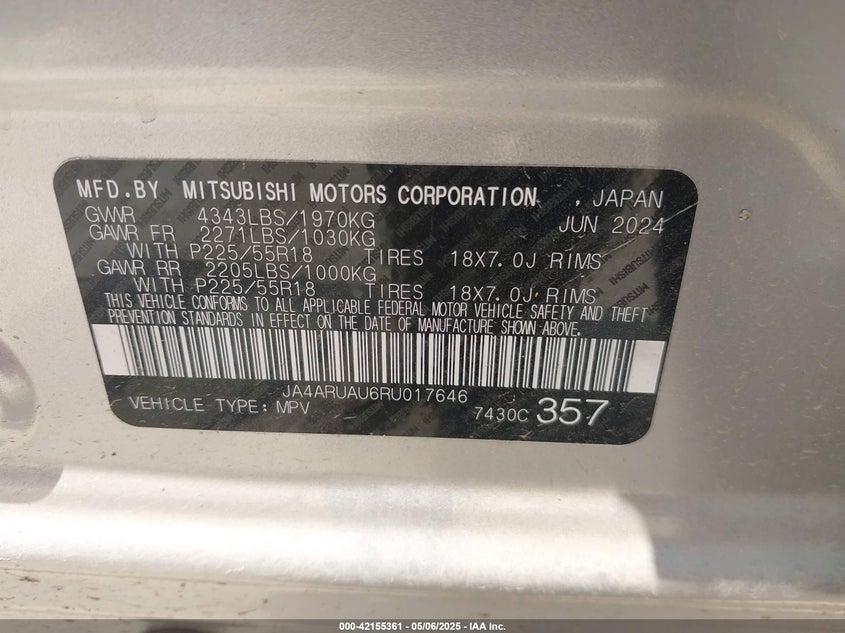 MFD.BY MITSUBISHI MOTORS CORPORATION , JAPAN
GWVR 4343LBS/1970KG JUN 2024
GAWR FR 2271LBS/1030KG
WITH P225/55R18 TIRES 18X7.0J RIMS
GAWR RR 2205LBS/1000KG
WITH P225/55R18 TIRES 18X7.0J RIMS
THIS VEHICLE CONFORMS TO ALL APPLICABLE FEDERAL MOTOR VEHICLE SAFETY AND THEFT
PREVENTION STANDARDS IN EFFECT ON THE DATE OF MANUFACTURE SHOWN ABOVE.
JA4ARUAU6RU017646
VEHICLE TYPE: MPV 7430C 357
000-42155361 - 05/06/2025 - IAA Inc.